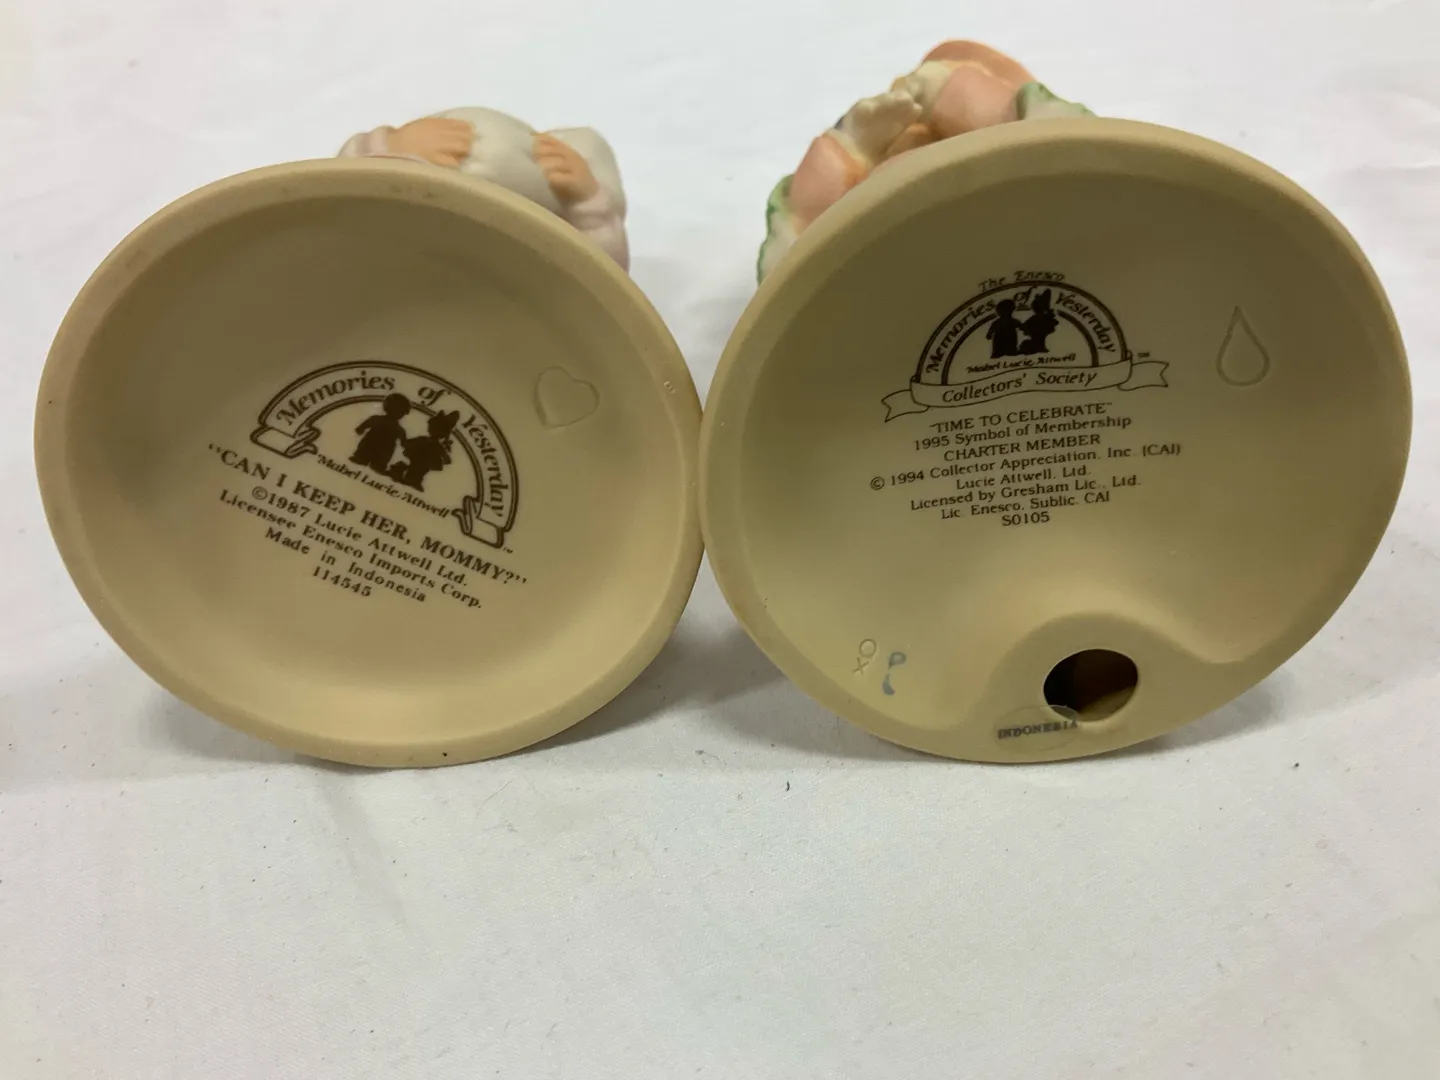 Memories of Yesterday
Mabel Lucie Attwell
TM
"CAN I KEEP HER, MOMMY?"
©1987 Lucie Attwell Ltd.
Licensee Enesco Imports Corp.
Made in Indonesia
114545
The Enesco
Memories of Yesterday
Mabel Lucie Attwell
SM
Collectors' Society
"TIME TO CELEBRATE"
1995 Symbol of Membership
CHARTER MEMBER
© 1994 Collector Appreciation, Inc. (CAI)
Lucie Attwell, Ltd.
Licensed by Gresham Lic., Ltd.
Lic. Enesco, Sublic. CAI
S0105
INDONESIA